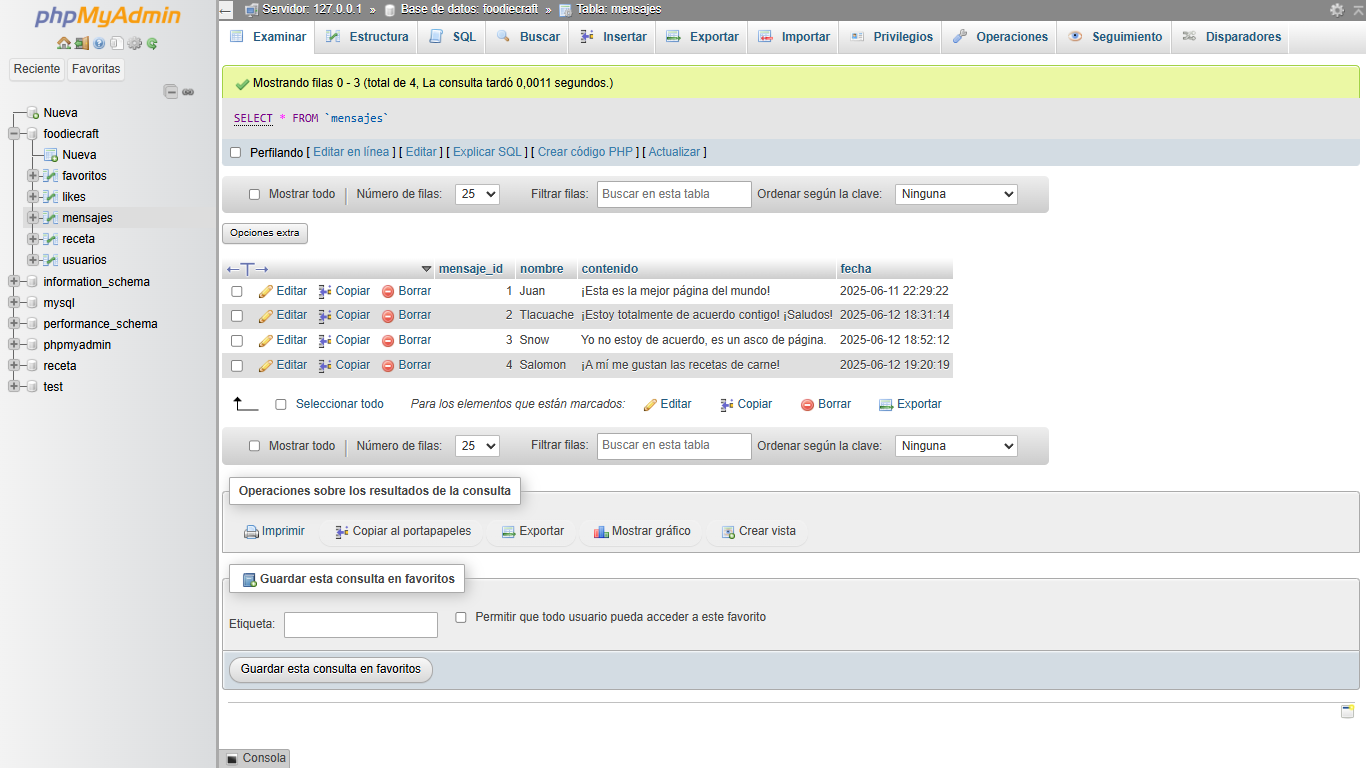 phpMyAdmin
Reciente Favoritas
Nueva
foodiecraft
Nueva
favoritos
likes
mensajes
receta
usuarios
information_schema
mysql
performance_schema
phpmyadmin
receta
test
Servidor: 127.0.0.1 » Base de datos: foodiecraft » Tabla: mensajes
Examinar Estructura SQL Buscar Insertar Exportar Importar Privilegios Operaciones Seguimiento Disparadores
Mostrando filas 0 - 3 (total de 4, La consulta tardó 0,0011 segundos.)
SELECT * FROM `mensajes`
Perfilando [ Editar en línea ] [ Editar ] [ Explicar SQL ] [ Crear código PHP ] [ Actualizar ]
Mostrar todo Número de filas: 25 Filtrar filas: Buscar en esta tabla Ordenar según la clave: Ninguna
Opciones extra
←T→ mensaje_id nombre contenido fecha
Editar Copiar Borrar 1 Juan ¡Esta es la mejor página del mundo! 2025-06-11 22:29:22
Editar Copiar Borrar 2 Tlacuache ¡Estoy totalmente de acuerdo contigo! ¡Saludos! 2025-06-12 18:31:14
Editar Copiar Borrar 3 Snow Yo no estoy de acuerdo, es un asco de página. 2025-06-12 18:52:12
Editar Copiar Borrar 4 Salomon ¡A mí me gustan las recetas de carne! 2025-06-12 19:20:19
Seleccionar todo Para los elementos que están marcados: Editar Copiar Borrar Exportar
Mostrar todo Número de filas: 25 Filtrar filas: Buscar en esta tabla Ordenar según la clave: Ninguna
Operaciones sobre los resultados de la consulta
Imprimir Copiar al portapapeles Exportar Mostrar gráfico Crear vista
Guardar esta consulta en favoritos
Etiqueta: Permitir que todo usuario pueda acceder a este favorito
Guardar esta consulta en favoritos
Consola